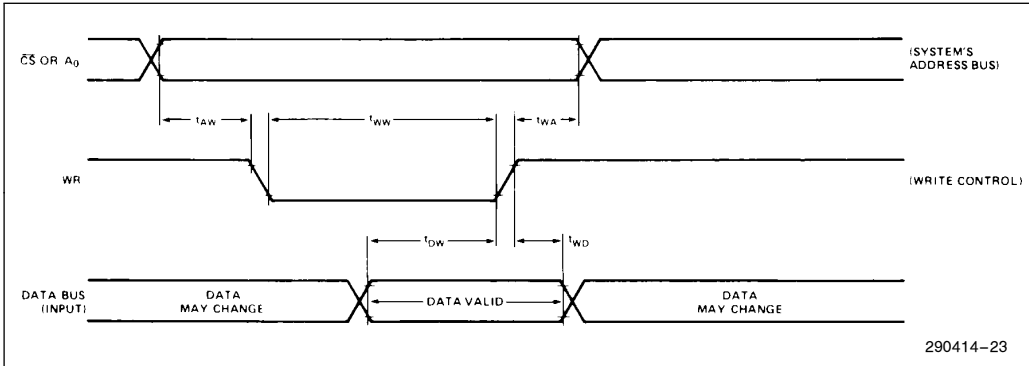 C̅S̅ OR A₀
(SYSTEM'S
ADDRESS BUS)
tAW
tWW
tWA
WR
(WRITE CONTROL)
tDW
tWD
DATA BUS
(INPUT)
DATA
MAY CHANGE
DATA VALID
DATA
MAY CHANGE
290414–23